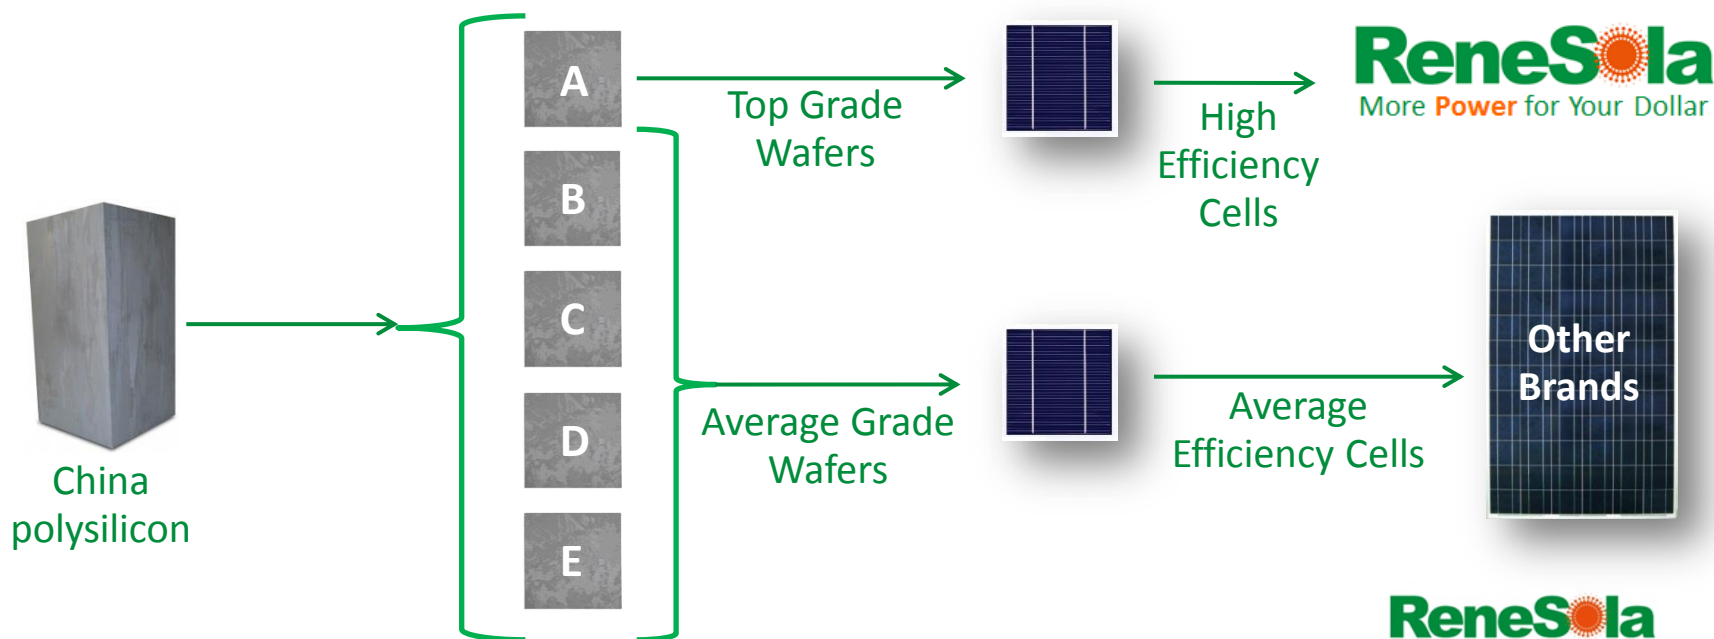 A
B
C
D
E
China
polysilicon
Top Grade
Wafers
Average Grade
Wafers
High
Efficiency
Cells
Average
Efficiency Cells
ReneSola
More Power for Your Dollar
Other
Brands
ReneSola